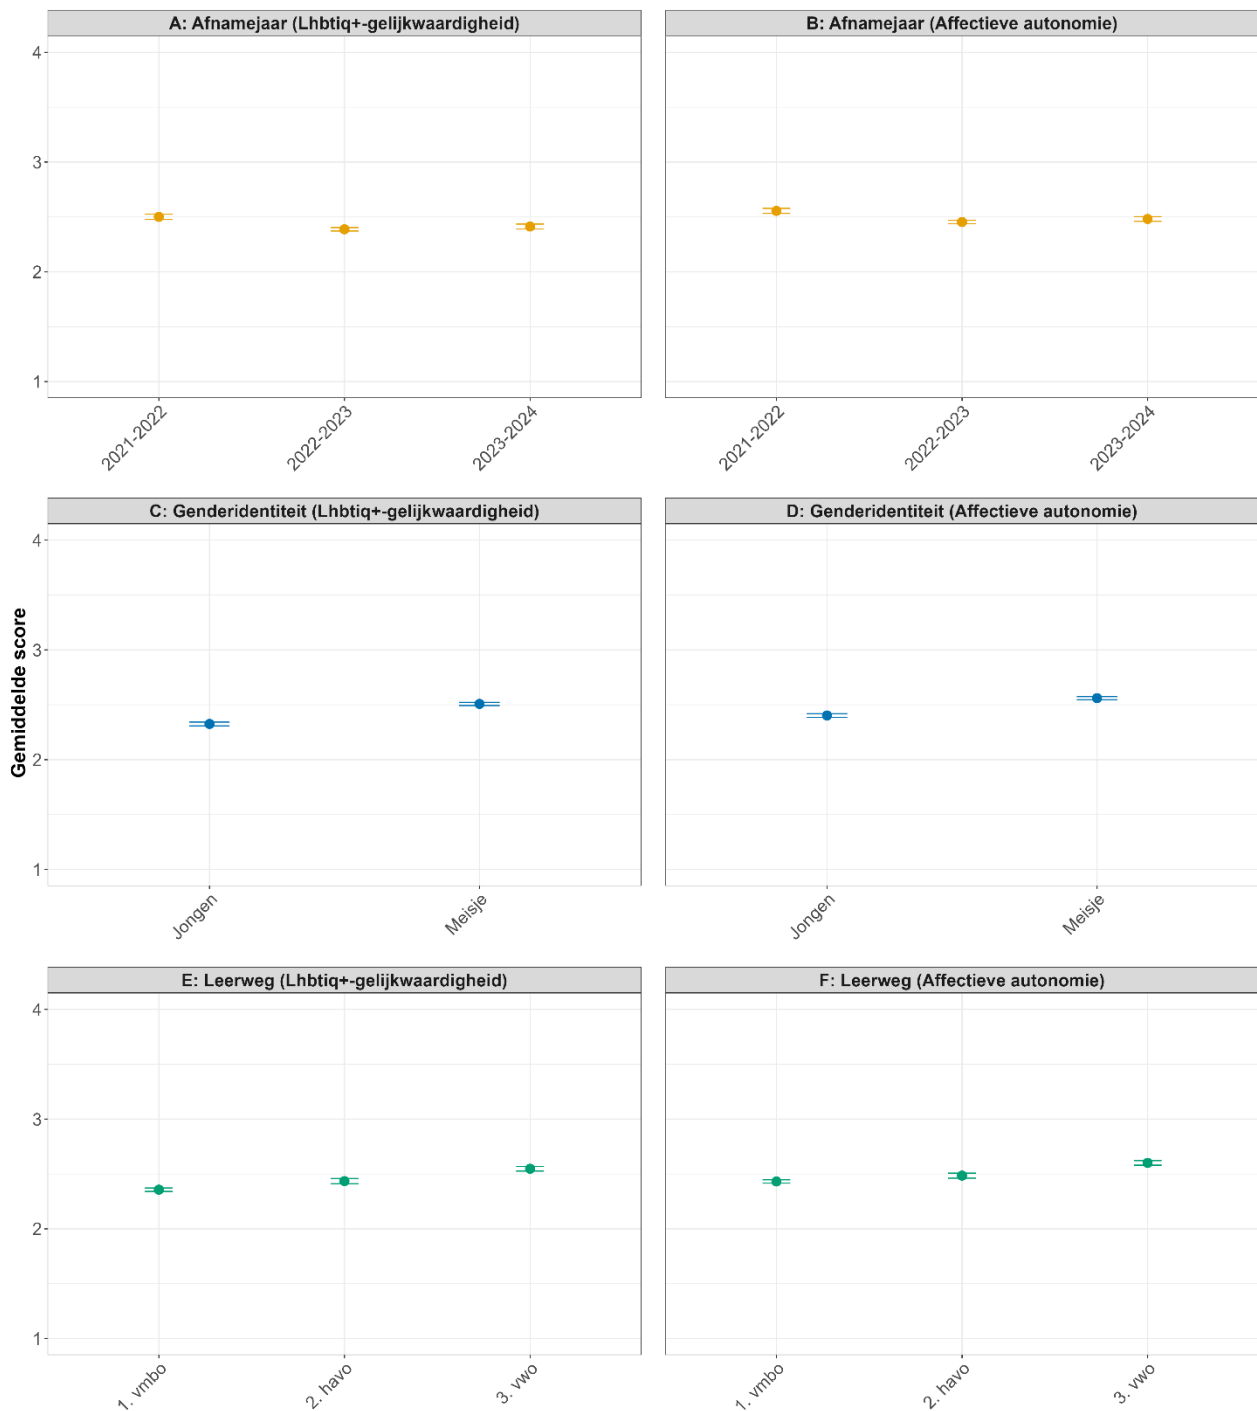 A: Afnamejaar (Lhbtiq+-gelijkwaardigheid)
B: Afnamejaar (Affectieve autonomie)
4
3
2
1
2021-2022
2022-2023
2023-2024
2021-2022
2022-2023
2023-2024
C: Genderidentiteit (Lhbtiq+-gelijkwaardigheid)
D: Genderidentiteit (Affectieve autonomie)
Gemiddelde score
4
3
2
1
Jongen
Meisje
Jongen
Meisje
E: Leerweg (Lhbtiq+-gelijkwaardigheid)
F: Leerweg (Affectieve autonomie)
4
3
2
1
1. vmbo
2. havo
3. vwo
1. vmbo
2. havo
3. vwo